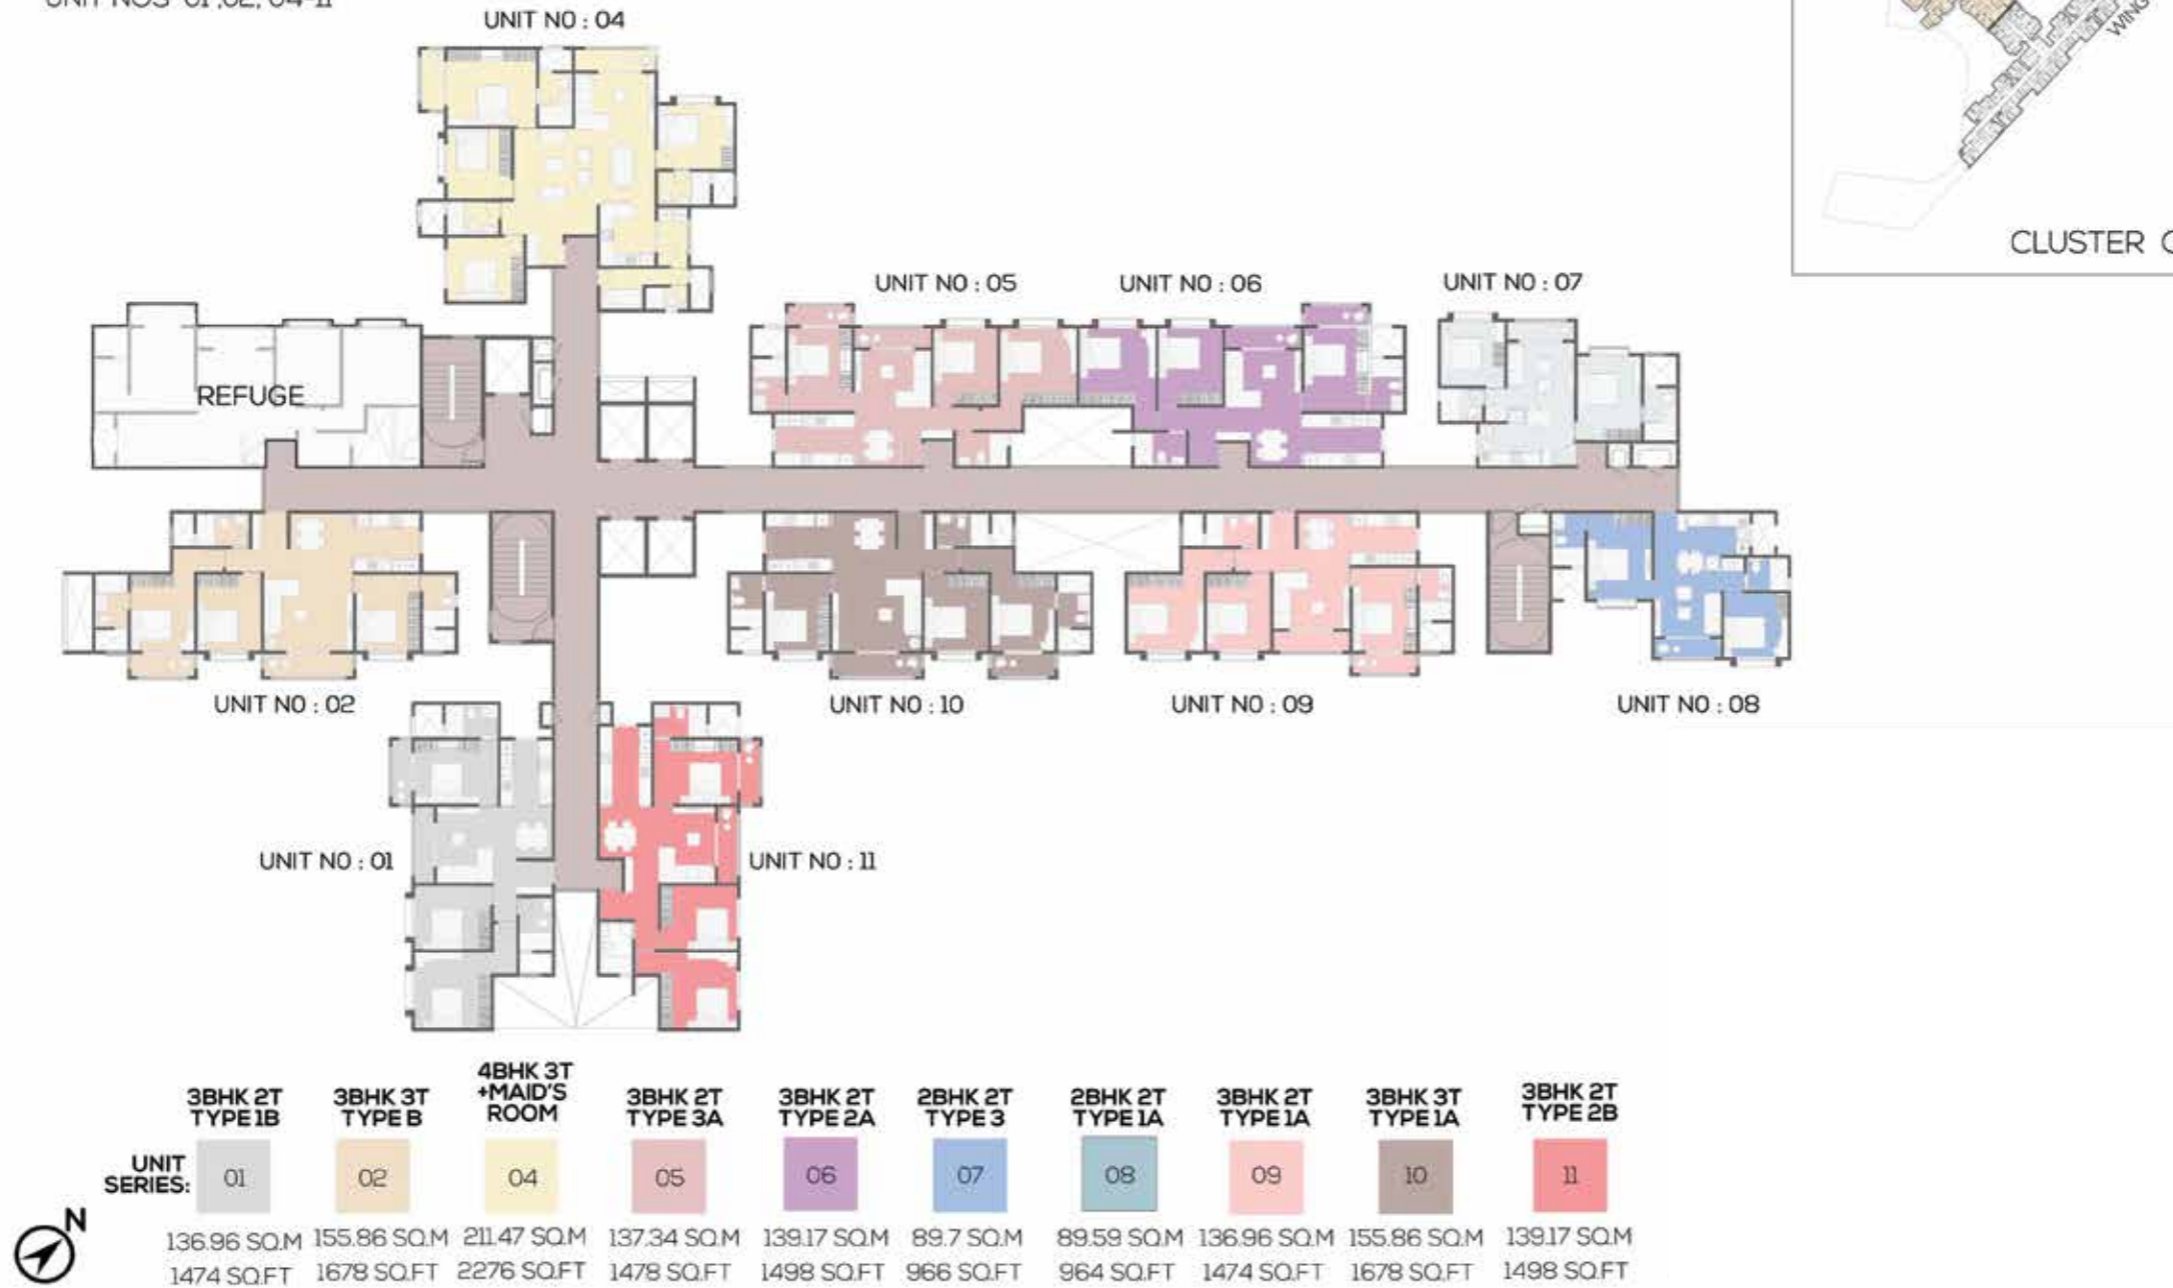 UNIT NOS 01 ,02, 04-11
UNIT NO : 04
WING
CLUSTER
UNIT NO : 05
UNIT NO : 06
UNIT NO : 07
REFUGE
UNIT NO : 02
UNIT NO : 10
UNIT NO : 09
UNIT NO : 08
UNIT NO : 01
UNIT NO : 11
3BHK 2T
TYPE 1B
3BHK 3T
TYPE B
4BHK 3T
+MAID'S
ROOM
3BHK 2T
TYPE 3A
3BHK 2T
TYPE 2A
2BHK 2T
TYPE 3
2BHK 2T
TYPE 1A
3BHK 2T
TYPE 1A
3BHK 3T
TYPE 1A
3BHK 2T
TYPE 2B
UNIT
SERIES:
01 02 04 05 06 07 08 09 10 11
N
136.96 SQ.M 155.86 SQ.M 211.47 SQ.M 137.34 SQ.M 139.17 SQ.M 89.7 SQ.M 89.59 SQ.M 136.96 SQ.M 155.86 SQ.M 139.17 SQ.M
1474 SQ.FT 1678 SQ.FT 2276 SQ.FT 1478 SQ.FT 1498 SQ.FT 966 SQ.FT 964 SQ.FT 1474 SQ.FT 1678 SQ.FT 1498 SQ.FT